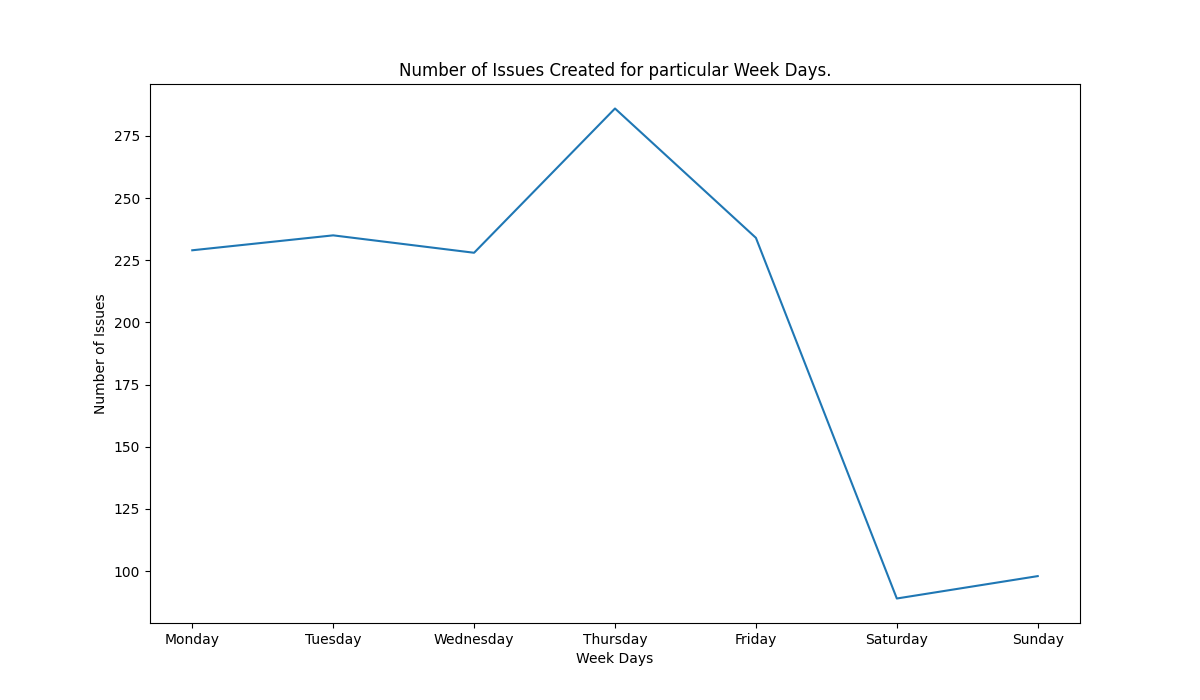 Number of Issues Created for particular Week Days.
Number of Issues
275
250
225
200
175
150
125
100
Monday Tuesday Wednesday Thursday Friday Saturday Sunday
Week Days